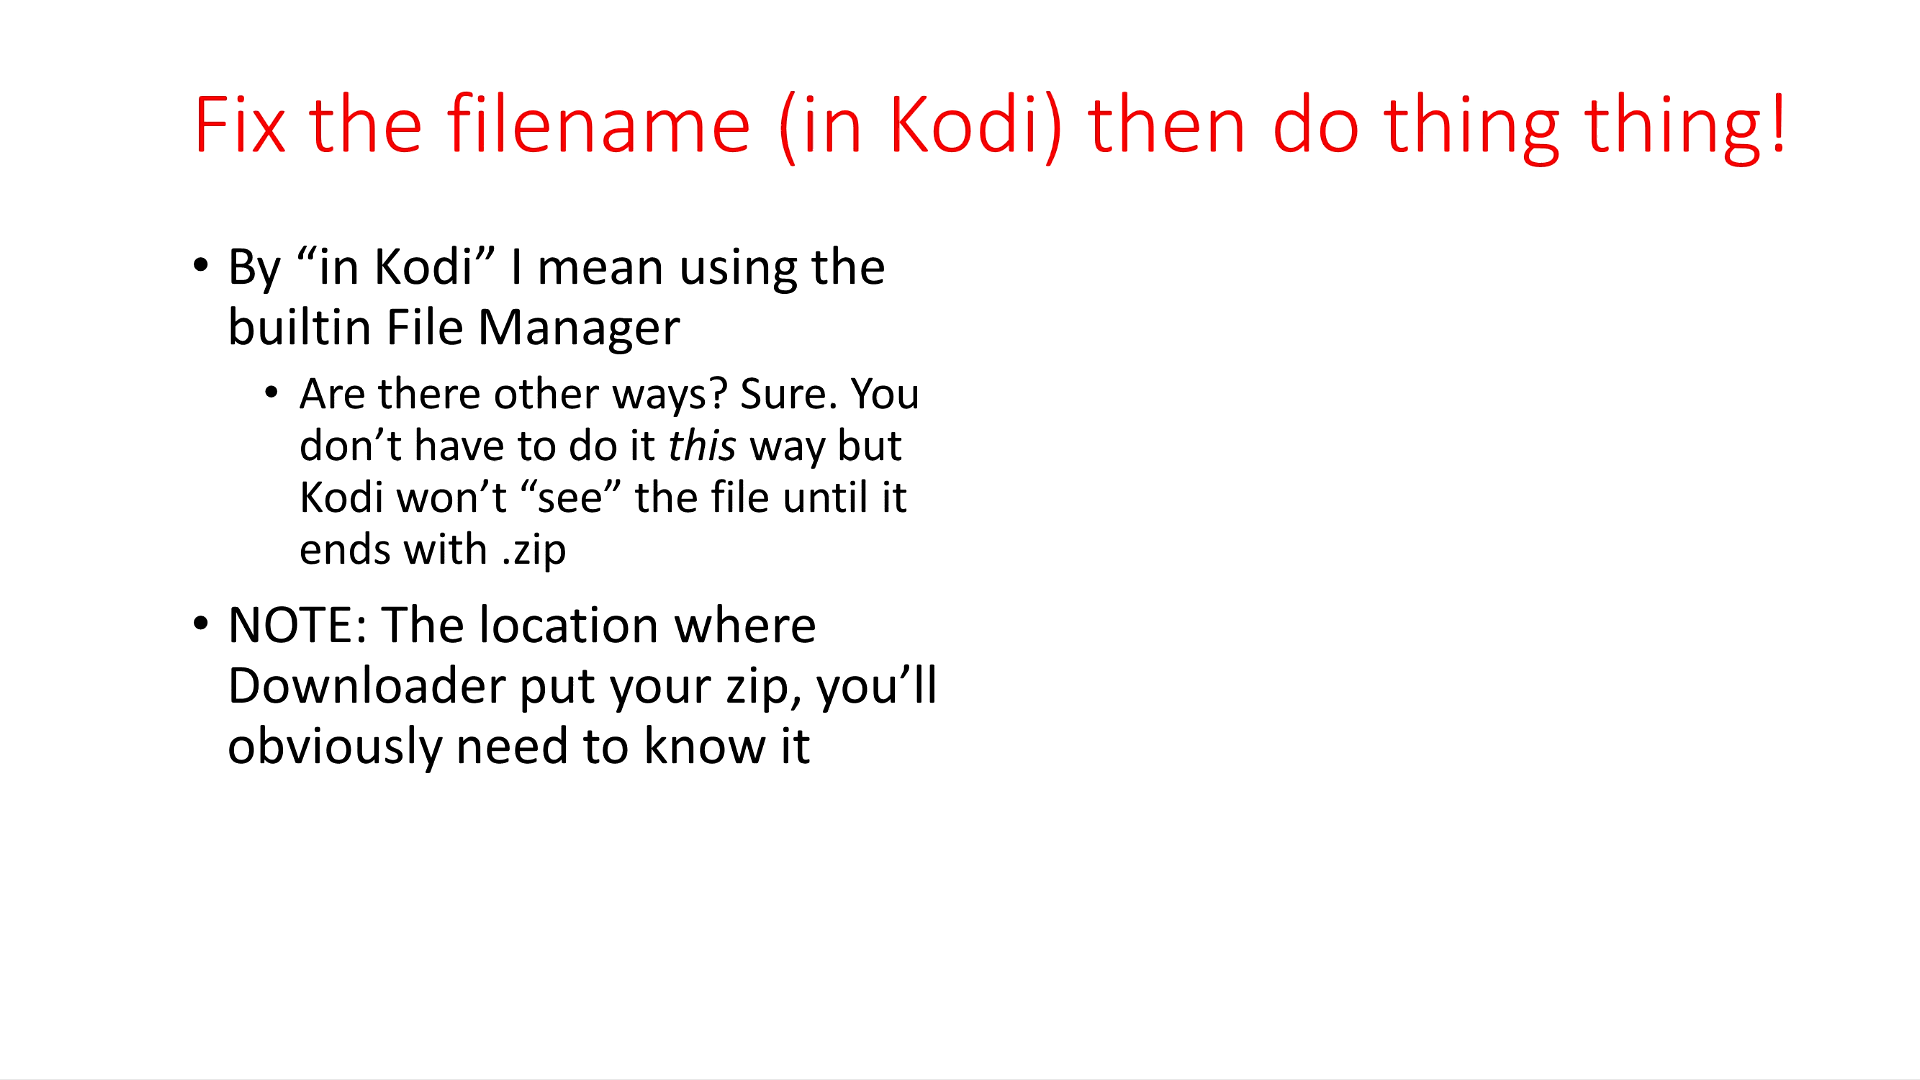 Fix the filename (in Kodi) then do thing thing!
• By “in Kodi” I mean using the
builtin File Manager
• Are there other ways? Sure. You
don’t have to do it this way but
Kodi won’t “see” the file until it
ends with .zip
• NOTE: The location where
Downloader put your zip, you’ll
obviously need to know it